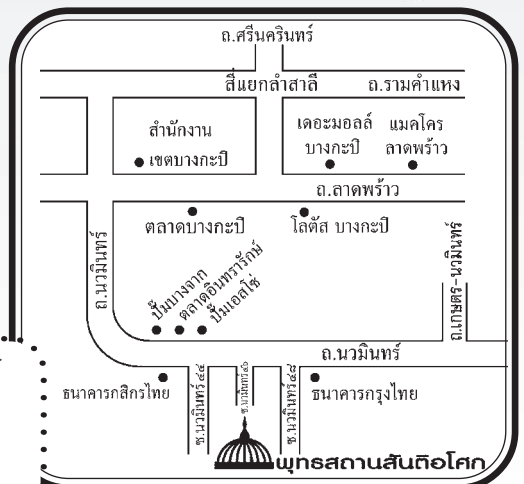 ถ.ศรีนครินทร์
สี่แยกลำสาลี
ถ.รามคำแหง
สำนักงาน
เขตบางกะปิ
เดอะมอลล์
บางกะปิ
แมคโคร
ลาดพร้าว
ถ.ลาดพร้าว
ตลาดบางกะปิ
โลตัส บางกะปิ
ถ.นวมินทร์
ปั๊มบางจาก
ตลาดอินทรารักษ์
ปั๊มเอสโซ่
ถ.เกษตร-นวมินทร์
ถ.นวมินทร์
ธนาคารกสิกรไทย
ซ.นวมินทร์๔๔
ซ.นวมินทร์๔๖
ซ.นวมินทร์๔๘
ธนาคารกรุงไทย
พุทธสถานสันติอโศก